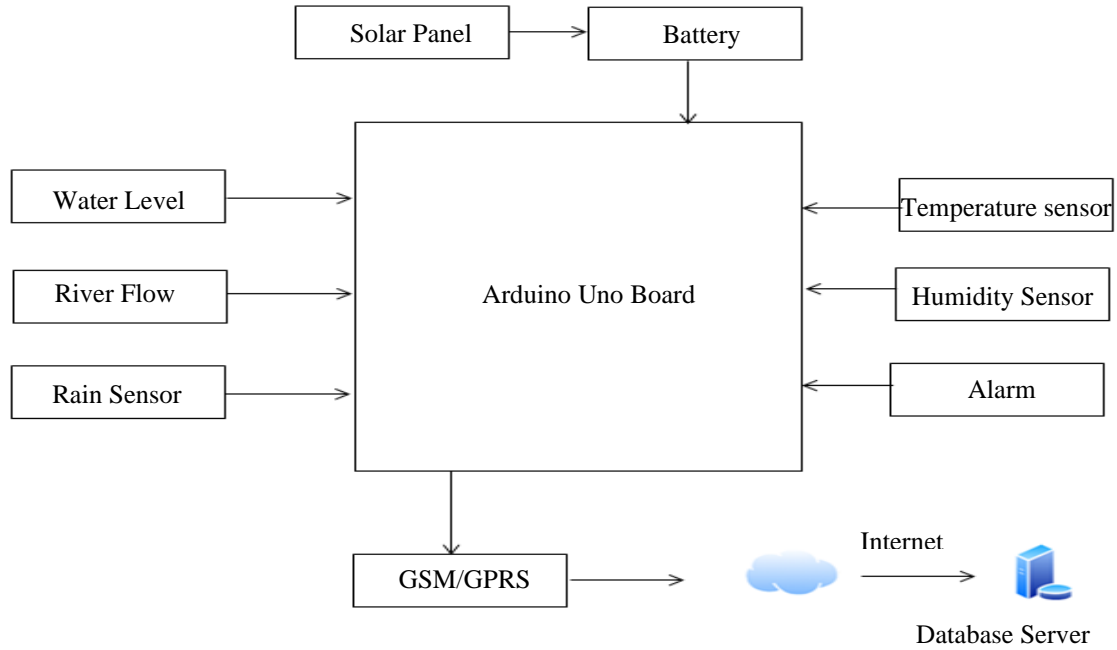 Solar Panel
Battery
Water Level
Temperature sensor
River Flow
Arduino Uno Board
Humidity Sensor
Rain Sensor
Alarm
GSM/GPRS
Internet
Database Server